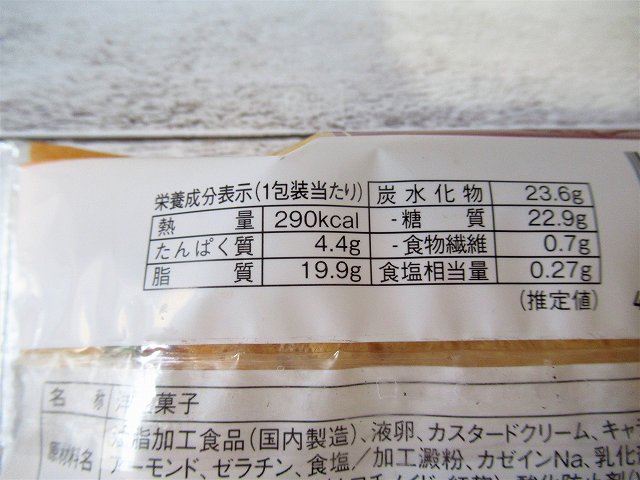 栄養成分表示(1包装当たり) 炭水化物 23.6g
熱量 290kcal -糖質 22.9g
たんぱく質 4.4g -食物繊維 0.7g
脂質 19.9g 食塩相当量 0.27g
(推定値)
名称 洋 菓子
原材料名 脂加工食品(国内製造)、液卵、カスタードクリーム、キャラ
アーモンド、ゼラチン、食塩/加工澱粉、カゼインNa、乳化